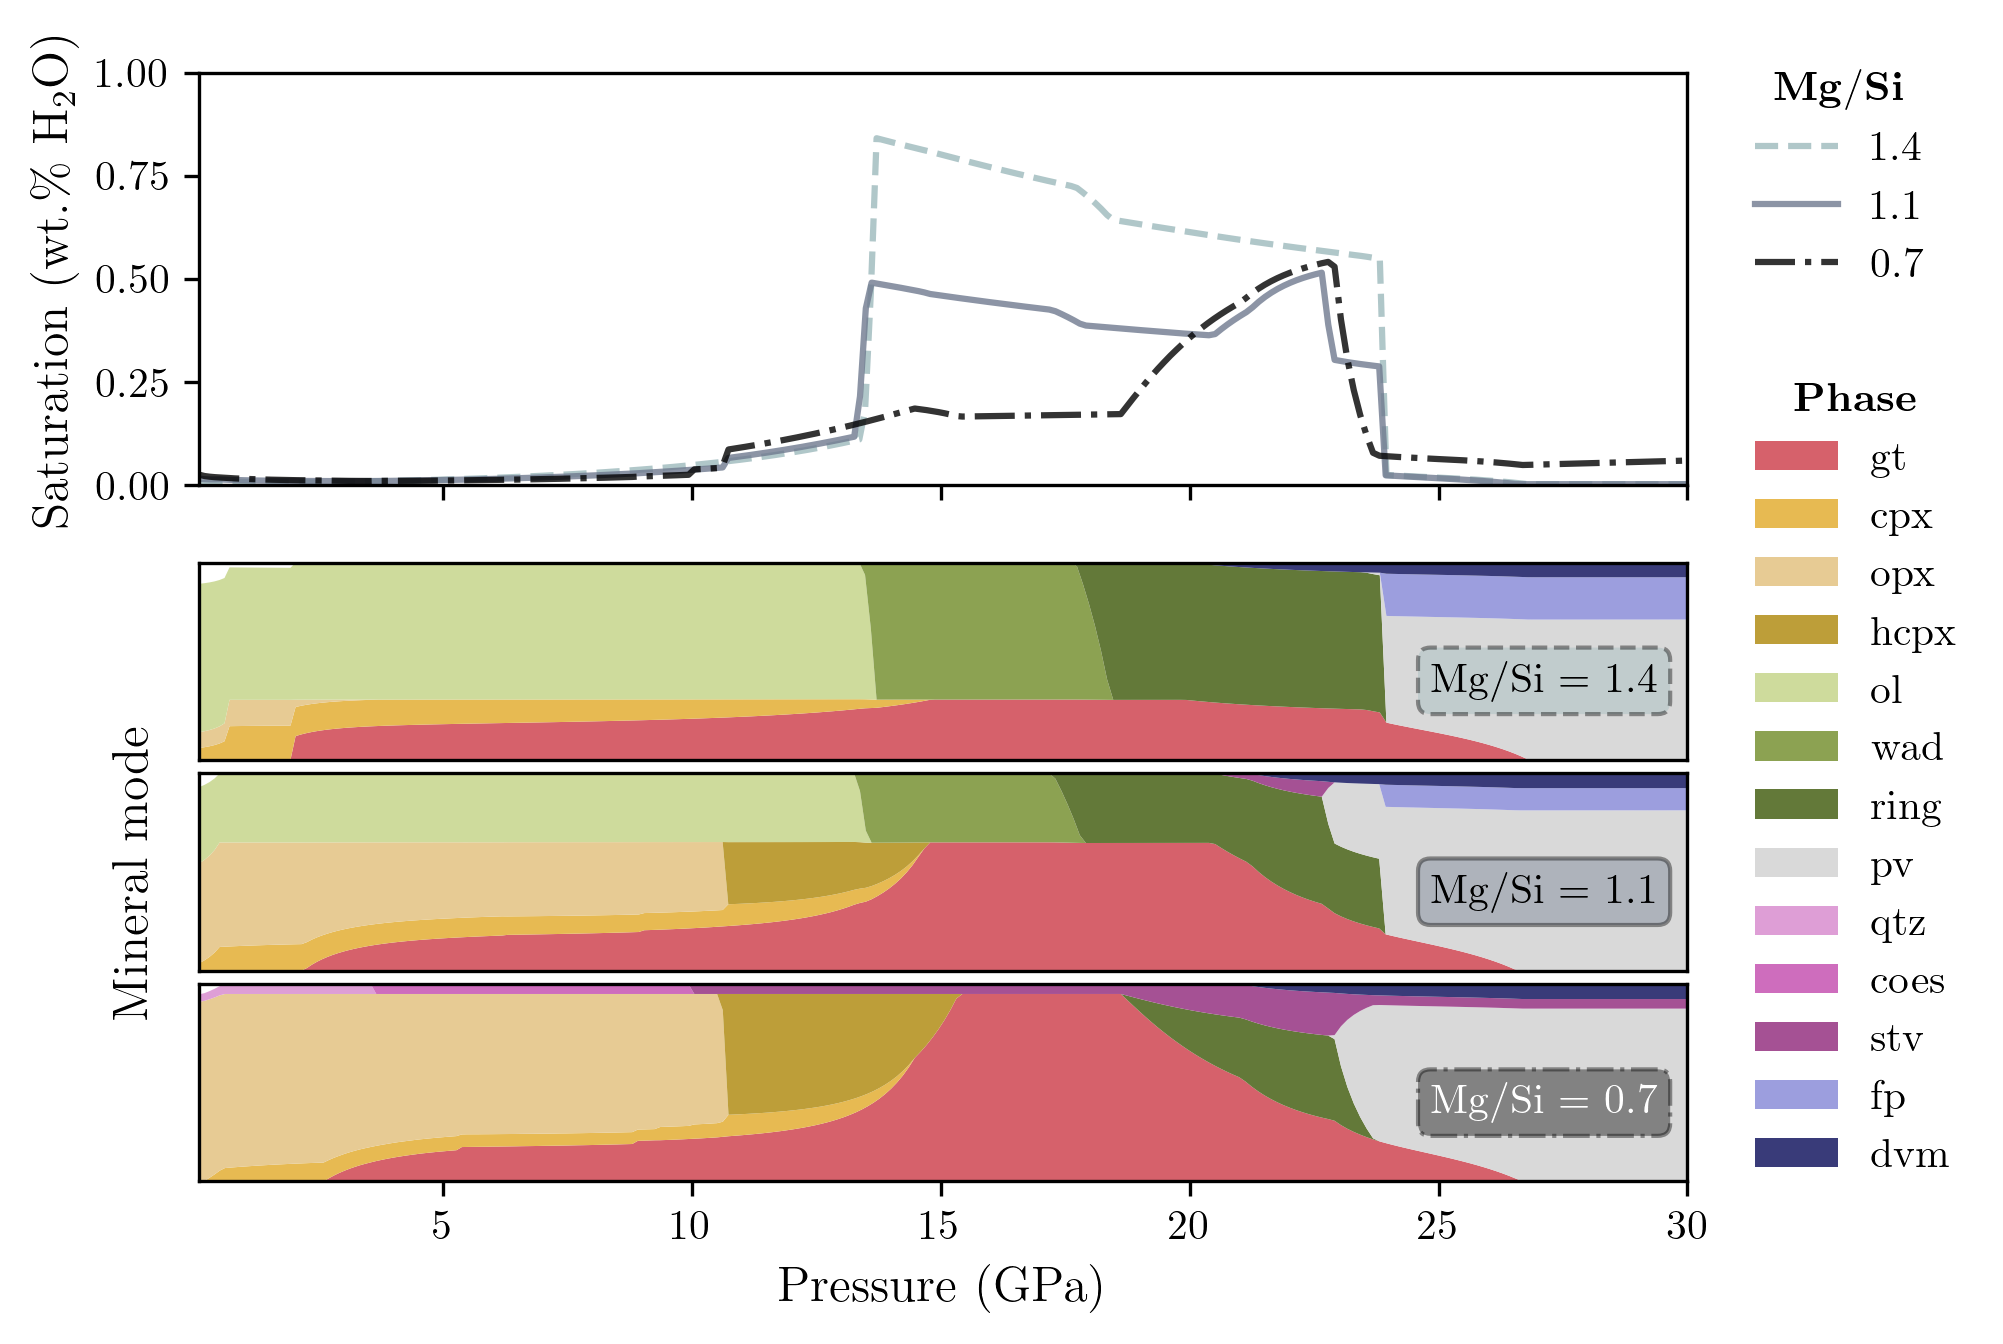 Saturation (wt.% H₂O)
1.00
0.75
0.50
0.25
0.00
Mg/Si
1.4
1.1
0.7
Phase
gt
cpx
opx
hcpx
ol
wad
ring
pv
qtz
coes
stv
fp
dvm
Mineral mode
Mg/Si = 1.4
Mg/Si = 1.1
Mg/Si = 0.7
5 10 15 20 25 30
Pressure (GPa)